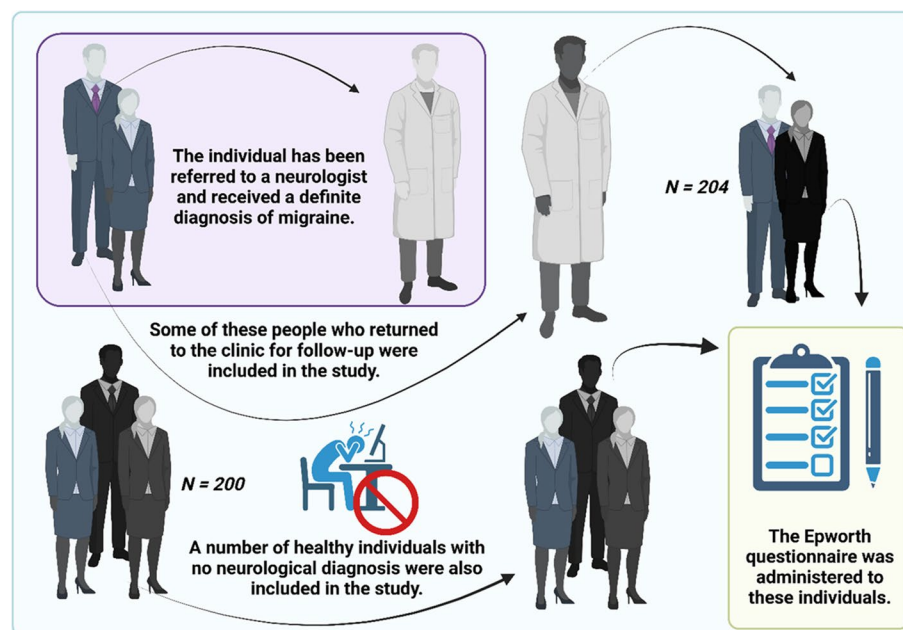 The individual has been
referred to a neurologist
and received a definite
diagnosis of migraine.
N = 204
Some of these people who returned
to the clinic for follow-up were
included in the study.
N = 200
A number of healthy individuals with
no neurological diagnosis were also
included in the study.
The Epworth
questionnaire was
administered to
these individuals.